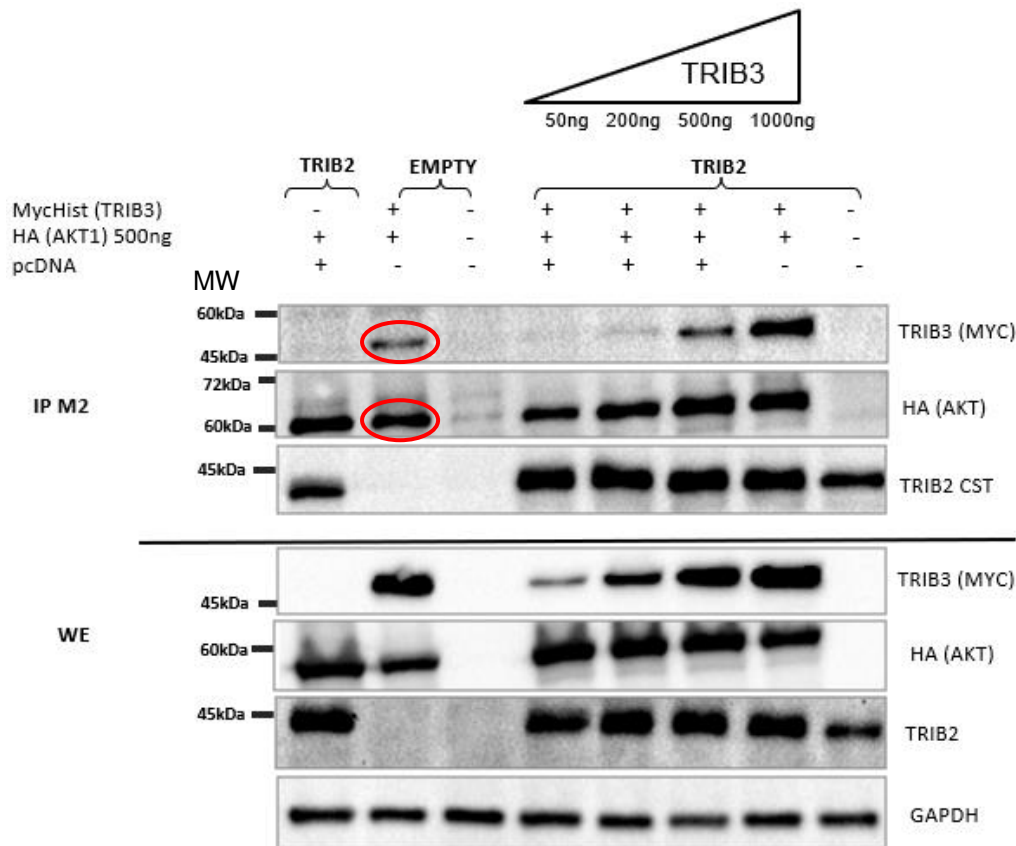 TRIB3
50ng 200ng 500ng 1000ng
TRIB2 EMPTY TRIB2
MycHist (TRIB3) - + - + + + + -
HA (AKT1) 500ng + + - + + + + -
pcDNA + - - + + + - -
MW
60kDa
TRIB3 (MYC)
45kDa
72kDa
IP M2
HA (AKT)
60kDa
45kDa
TRIB2 CST
TRIB3 (MYC)
45kDa
WE
60kDa
HA (AKT)
45kDa
TRIB2
GAPDH